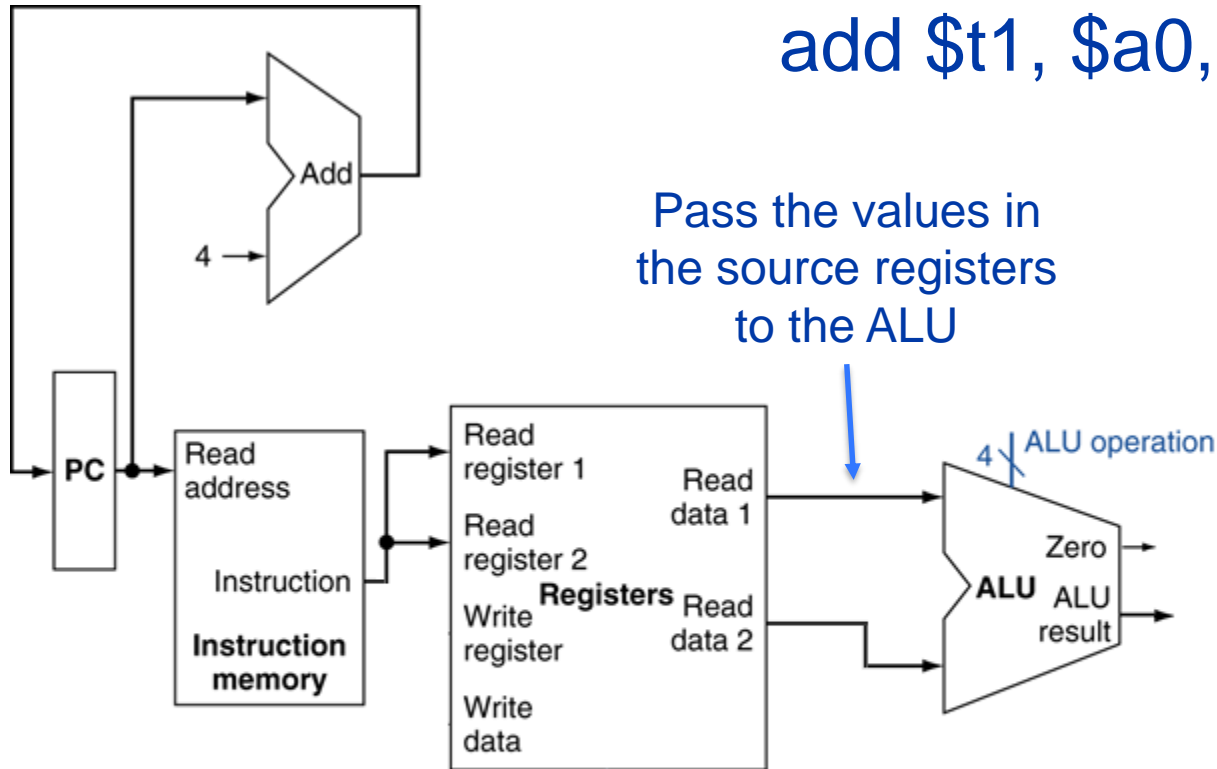 add $t1, $a0,
Add
4
Pass the values in
the source registers
to the ALU
PC
Read
address
Instruction
Instruction
memory
Read
register 1
Read
register 2
Registers
Write
register
Write
data
Read
data 1
Read
data 2
4
ALU operation
Zero
ALU
ALU
result